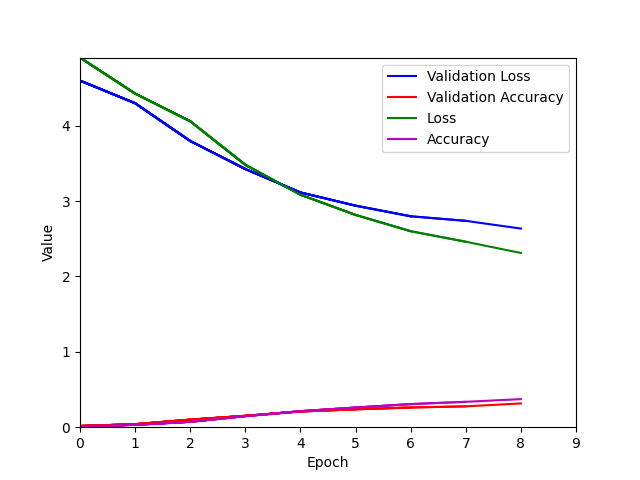 Validation Loss
Validation Accuracy
Loss
Accuracy
4
3
2
1
0
Value
0 1 2 3 4 5 6 7 8 9
Epoch